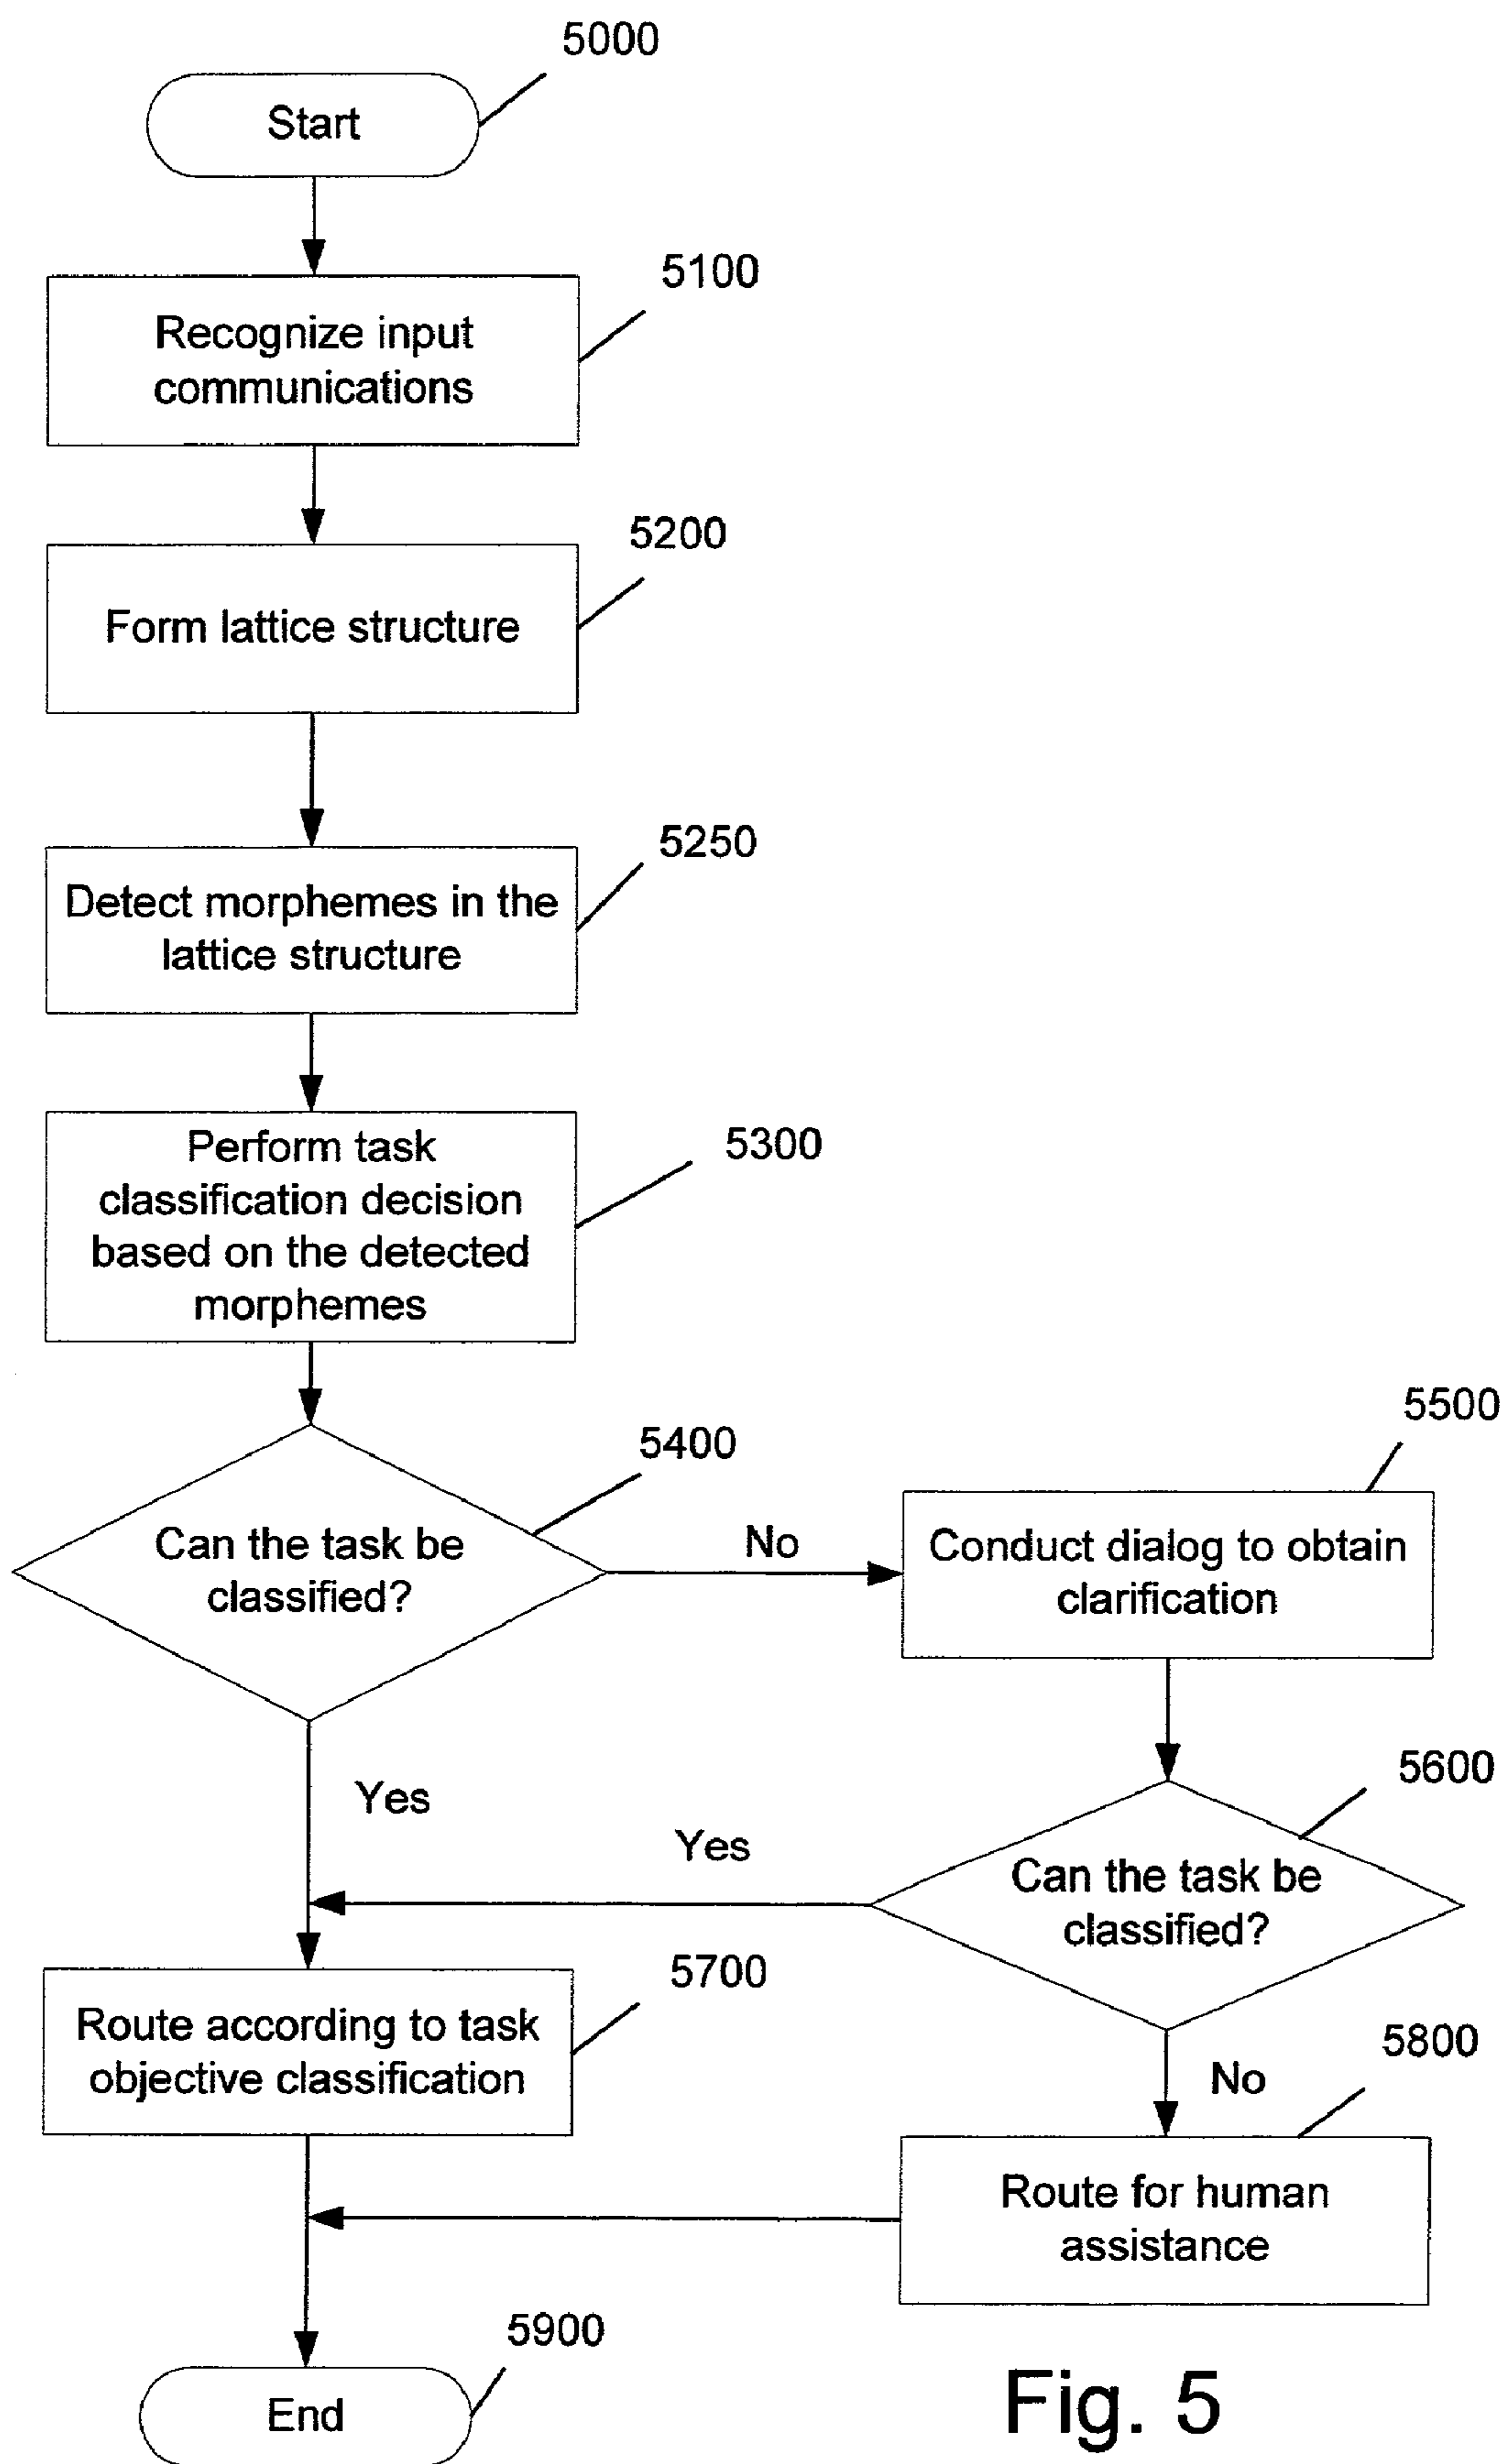 5000
Start
5100
Recognize input
communications
5200
Form lattice structure
5250
Detect morphemes in the
lattice structure
5300
Perform task
classification decision
based on the detected
morphemes
5400
Can the task be
classified?
No
5500
Conduct dialog to obtain
clarification
Yes
5600
Can the task be
classified?
Yes
5700
Route according to task
objective classification
No
5800
Route for human
assistance
5900
End
Fig. 5